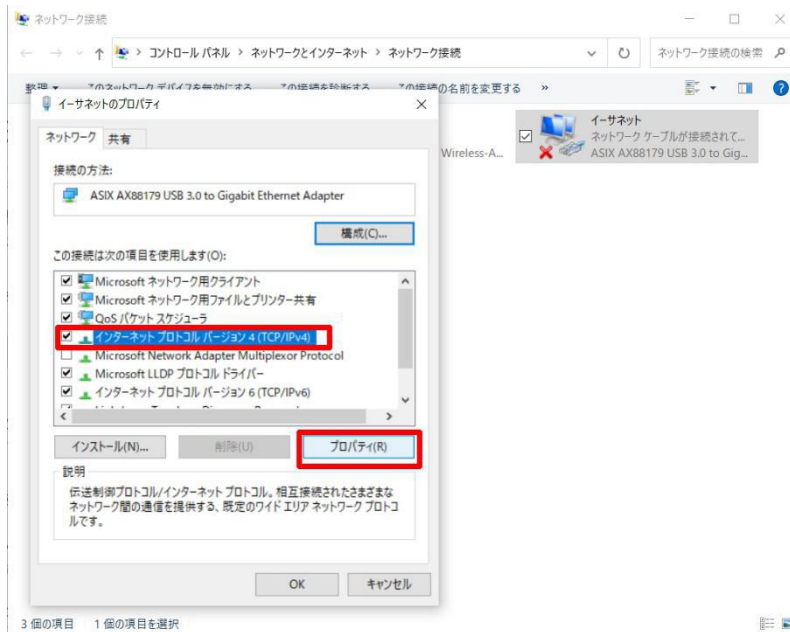 ネットワーク接続
コントロール パネル > ネットワークとインターネット > ネットワーク接続
ネットワーク接続の検索
整理 このネットワーク デバイスを無効にする この接続を診断する この接続の名前を変更する »
イーサネットのプロパティ
ネットワーク 共有
接続の方法:
ASIX AX88179 USB 3.0 to Gigabit Ethernet Adapter
構成(C)...
この接続は次の項目を使用します(O):
Microsoft ネットワーク用クライアント
Microsoft ネットワーク用ファイルとプリンター共有
QoS パケット スケジューラ
インターネット プロトコル バージョン 4 (TCP/IPv4)
Microsoft Network Adapter Multiplexor Protocol
Microsoft LLDP プロトコル ドライバー
インターネット プロトコル バージョン 6 (TCP/IPv6)
インストール(N)...
削除(U)
プロパティ(R)
説明
伝送制御プロトコル/インターネット プロトコル。相互接続されたさまざまな
ネットワーク間の通信を提供する、既定のワイド エリア ネットワーク プロトコ
ルです。
OK
キャンセル
Wireless-A...
イーサネット
ネットワーク ケーブルが接続されて...
ASIX AX88179 USB 3.0 to Gig...
3 個の項目 1 個の項目を選択